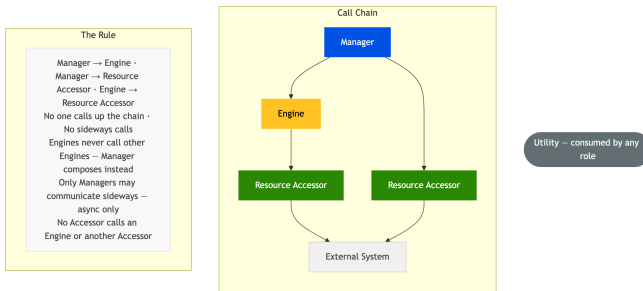 The Rule
Manager → Engine ·
Manager → Resource
Accessor · Engine →
Resource Accessor
No one calls up the chain ·
No sideways calls
Engines never call other
Engines — Manager
composes instead
Only Managers may
communicate sideways —
async only
No Accessor calls an
Engine or another Accessor
Call Chain
Manager
Engine
Resource Accessor
Resource Accessor
External System
Utility — consumed by any
role